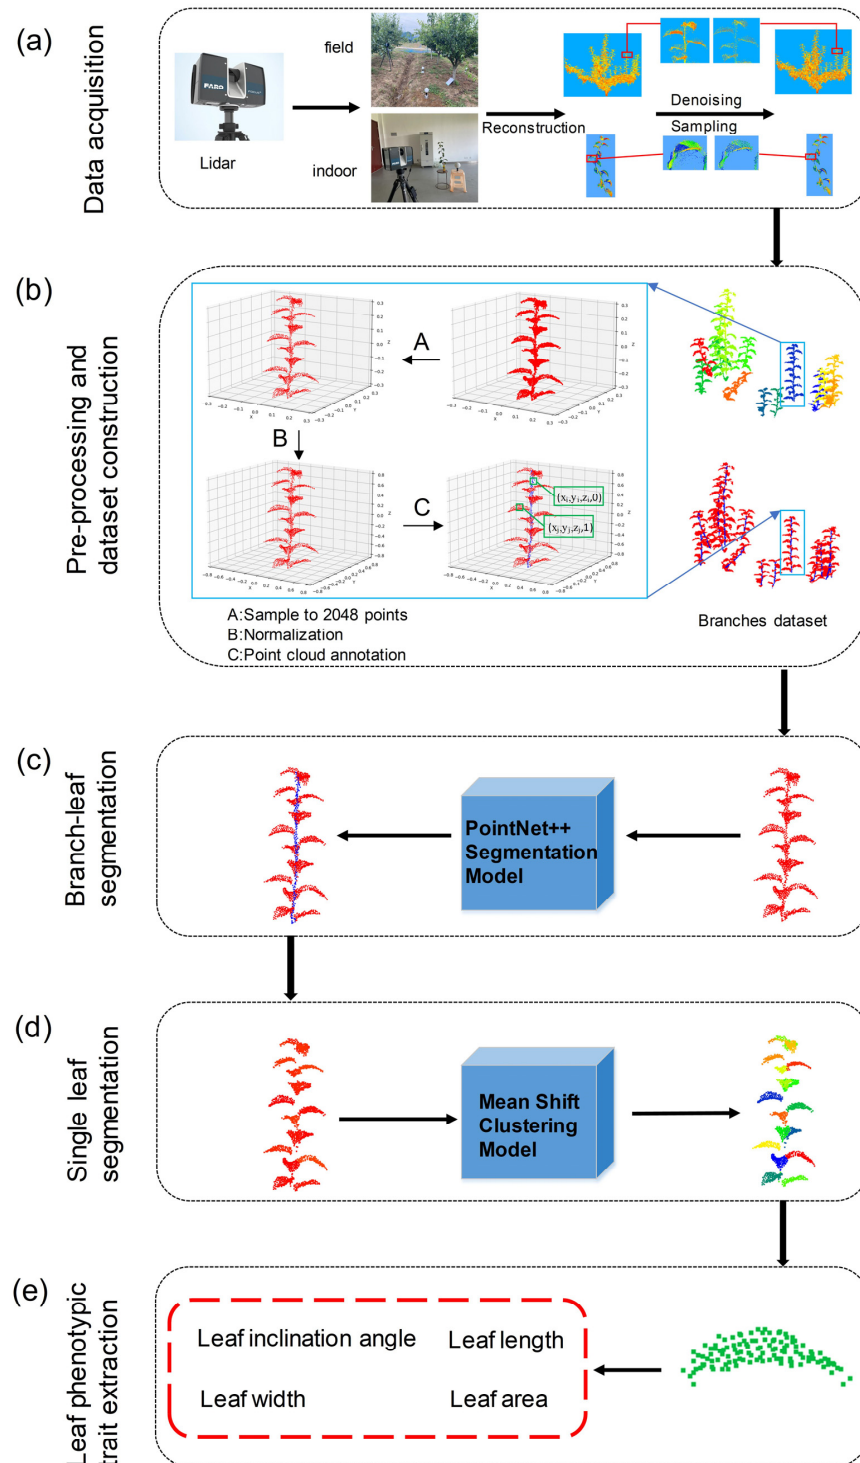 (a)
Data acquisition
FARO
Lidar
field
indoor
Reconstruction
Denoising
Sampling
(b)
Pre-processing and
dataset construction
A
B
C
(xᵢ,yᵢ,zᵢ,0)
(xⱼ,yⱼ,zⱼ,1)
A:Sample to 2048 points
B:Normalization
C:Point cloud annotation
Branches dataset
(c)
Branch-leaf
segmentation
PointNet++
Segmentation
Model
(d)
Single leaf
segmentation
Mean Shift
Clustering
Model
(e)
Leaf phenotypic
trait extraction
Leaf inclination angle
Leaf length
Leaf width
Leaf area